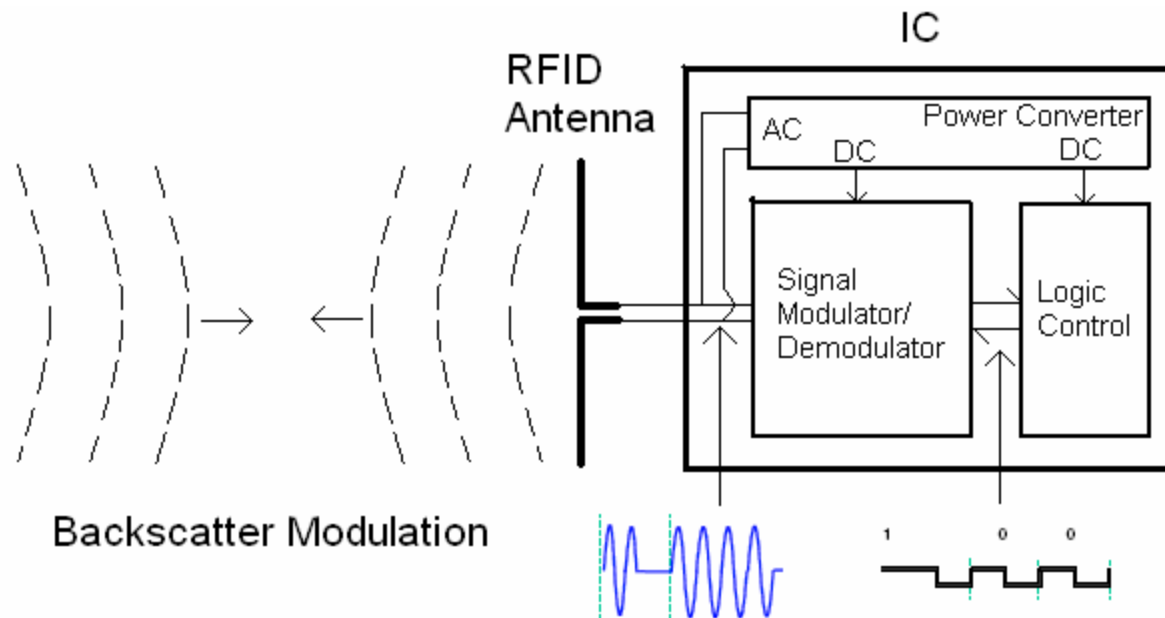 IC
RFID
Antenna
Power Converter
AC
DC
DC
Signal
Modulator/
Demodulator
Logic
Control
Backscatter Modulation
1 0 0